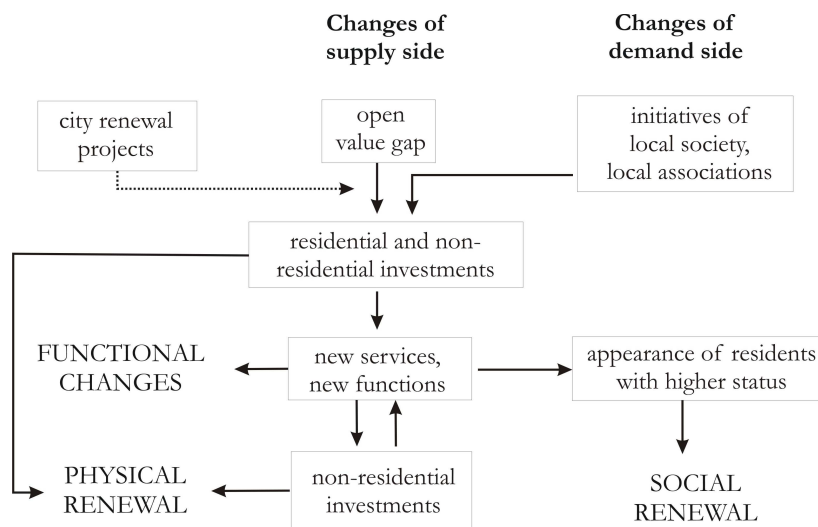 Changes of
supply side
Changes of
demand side
city renewal
projects
open
value gap
initiatives of
local society,
local associations
residential and non-
residential investments
FUNCTIONAL
CHANGES
new services,
new functions
appearance of residents
with higher status
PHYSICAL
RENEWAL
non-residential
investments
SOCIAL
RENEWAL